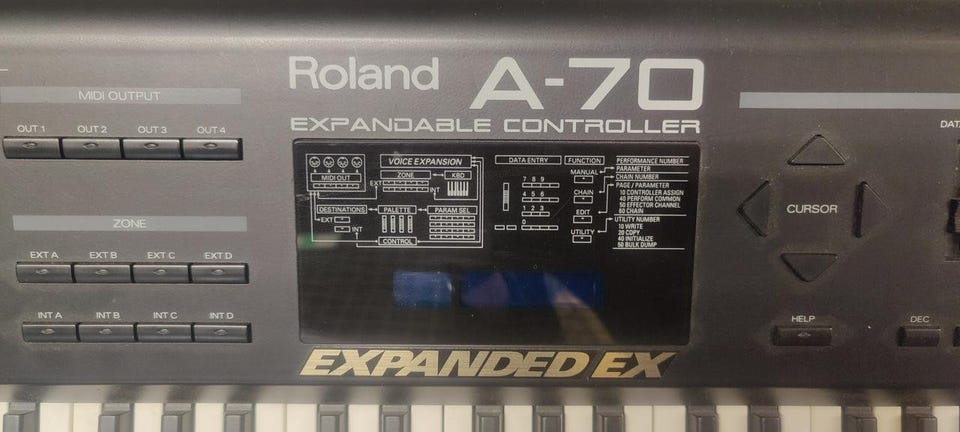 Roland A-70
EXPANDABLE CONTROLLER
MIDI OUTPUT
OUT 1 OUT 2 OUT 3 OUT 4
ZONE
EXT A EXT B EXT C EXT D
INT A INT B INT C INT D
VOICE EXPANSION
MIDI OUT
ZONE
KBD
EXT
INT
DESTINATIONS
PALETTE
PARAM SEL
EXT
INT
CONTROL
DATA ENTRY
7 8 9
4 5 6
1 2 3
0
FUNCTION
MANUAL
CHAIN
EDIT
UTILITY
PERFORMANCE NUMBER
PARAMETER
CHAIN NUMBER
PAGE / PARAMETER
10 CONTROLLER ASSIGN
40 PERFORM COMMON
50 EFFECTOR CHANNEL
60 CHAIN
UTILITY NUMBER
10 WRITE
20 COPY
40 INITIALIZE
50 BULK DUMP
EXPANDED EX
CURSOR
HELP
DEC